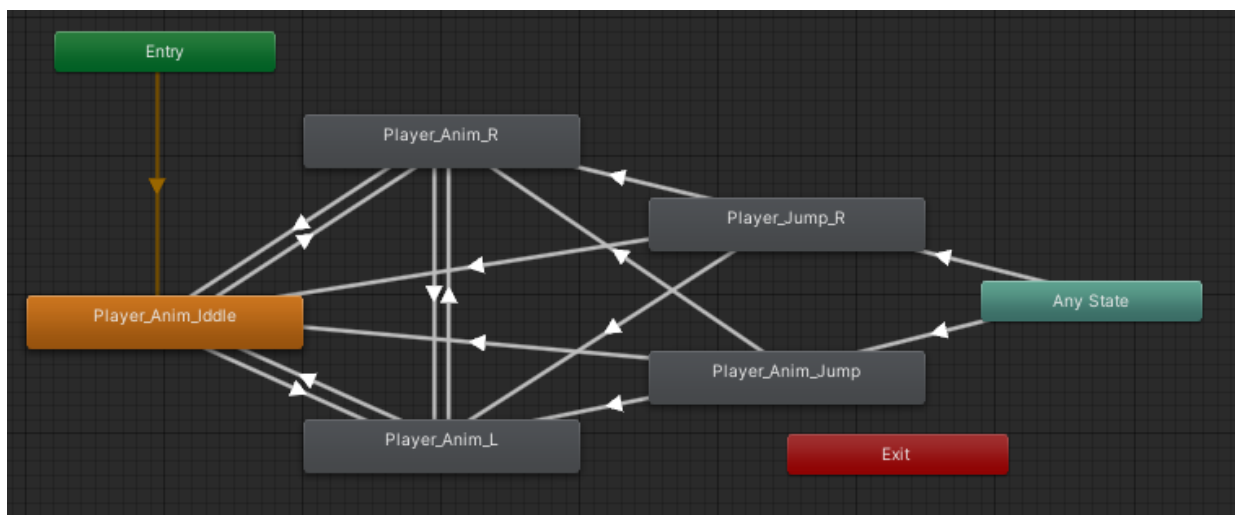 Entry
Player_Anim_R
Player_Jump_R
Any State
Player_Anim_Iddle
Player_Anim_Jump
Player_Anim_L
Exit